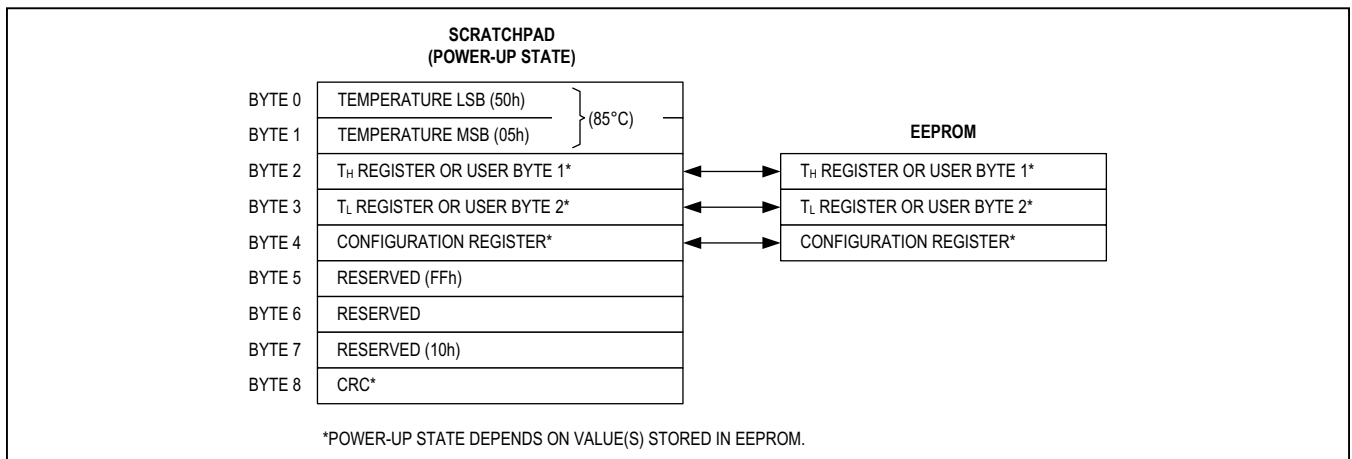 SCRATCHPAD
(POWER-UP STATE)
BYTE 0 TEMPERATURE LSB (50h)
(85°C)
BYTE 1 TEMPERATURE MSB (05h)
EEPROM
BYTE 2 TH REGISTER OR USER BYTE 1* TH REGISTER OR USER BYTE 1*
BYTE 3 TL REGISTER OR USER BYTE 2* TL REGISTER OR USER BYTE 2*
BYTE 4 CONFIGURATION REGISTER* CONFIGURATION REGISTER*
BYTE 5 RESERVED (FFh)
BYTE 6 RESERVED
BYTE 7 RESERVED (10h)
BYTE 8 CRC*
*POWER-UP STATE DEPENDS ON VALUE(S) STORED IN EEPROM.